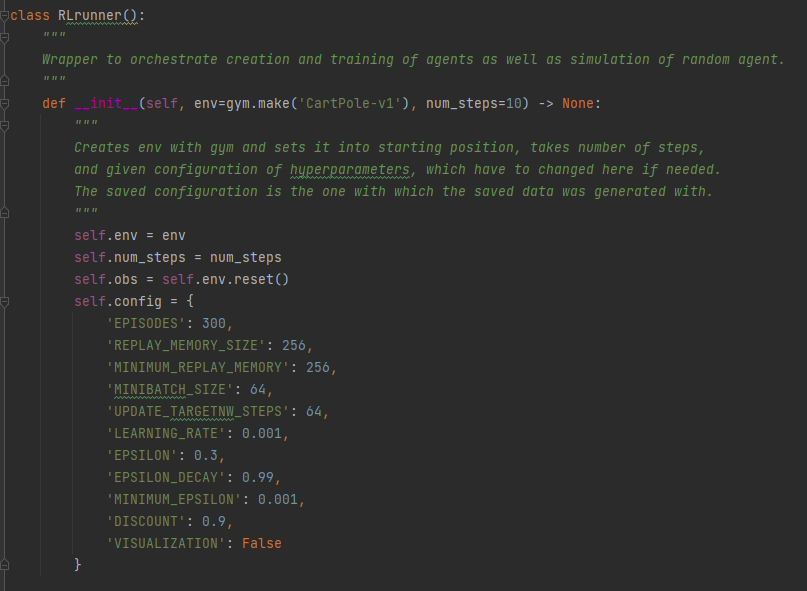 class RLrunner():
    """
    Wrapper to orchestrate creation and training of agents as well as simulation of random agent.
    """
    def __init__(self, env=gym.make('CartPole-v1'), num_steps=10) -> None:
        """
        Creates env with gym and sets it into starting position, takes number of steps,
        and given configuration of hyperparameters, which have to changed here if needed.
        The saved configuration is the one with which the saved data was generated with.
        """
        self.env = env
        self.num_steps = num_steps
        self.obs = self.env.reset()
        self.config = {
            'EPISODES': 300,
            'REPLAY_MEMORY_SIZE': 256,
            'MINIMUM_REPLAY_MEMORY': 256,
            'MINIBATCH_SIZE': 64,
            'UPDATE_TARGETNW_STEPS': 64,
            'LEARNING_RATE': 0.001,
            'EPSILON': 0.3,
            'EPSILON_DECAY': 0.99,
            'MINIMUM_EPSILON': 0.001,
            'DISCOUNT': 0.9,
            'VISUALIZATION': False
        }